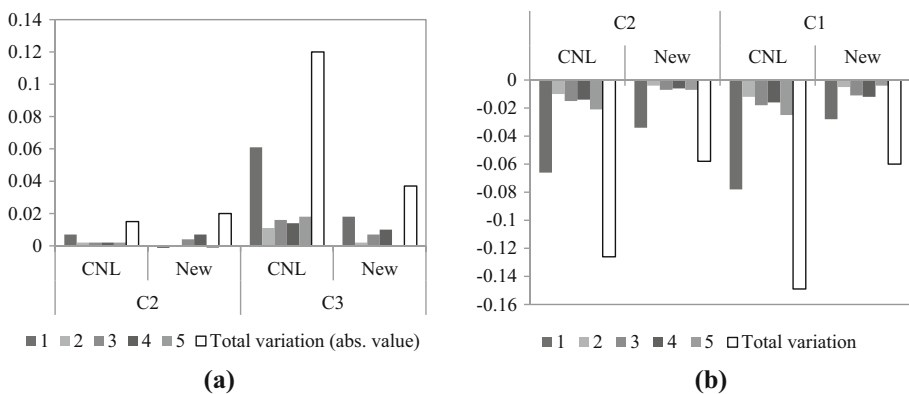 0.14
0.12
0.1
0.08
0.06
0.04
0.02
0
CNL New CNL New
C2 C3
1 2 3 4 5 Total variation (abs. value)
(a)
C2 C1
CNL New CNL New
0
-0.02
-0.04
-0.06
-0.08
-0.1
-0.12
-0.14
-0.16
1 2 3 4 5 Total variation
(b)